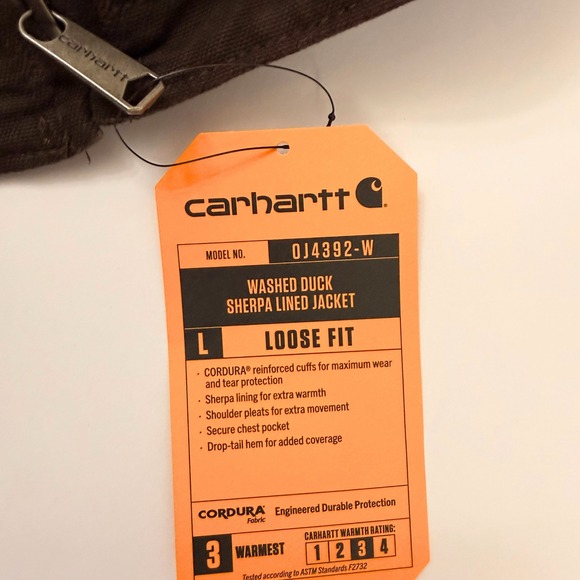 carhartt
carhartt
MODEL NO. OJ4392-W
WASHED DUCK
SHERPA LINED JACKET
L LOOSE FIT
· CORDURA® reinforced cuffs for maximum wear
and tear protection
· Sherpa lining for extra warmth
· Shoulder pleats for extra movement
· Secure chest pocket
· Drop-tail hem for added coverage
CORDURA® Engineered Durable Protection
Fabric
CARHARTT WARMTH RATING:
3 WARMEST 1 2 3 4
Tested according to ASTM Standards F2732